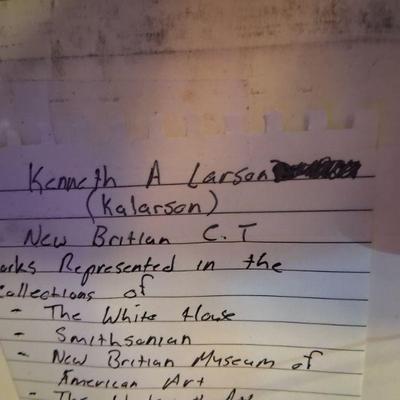 Kenneth A Larson
(Kalarson)
New Britian C.T
orks Represented in the
Collections of
- The White House
- Smithsonian
- New Britian Museum of
American Art
- The